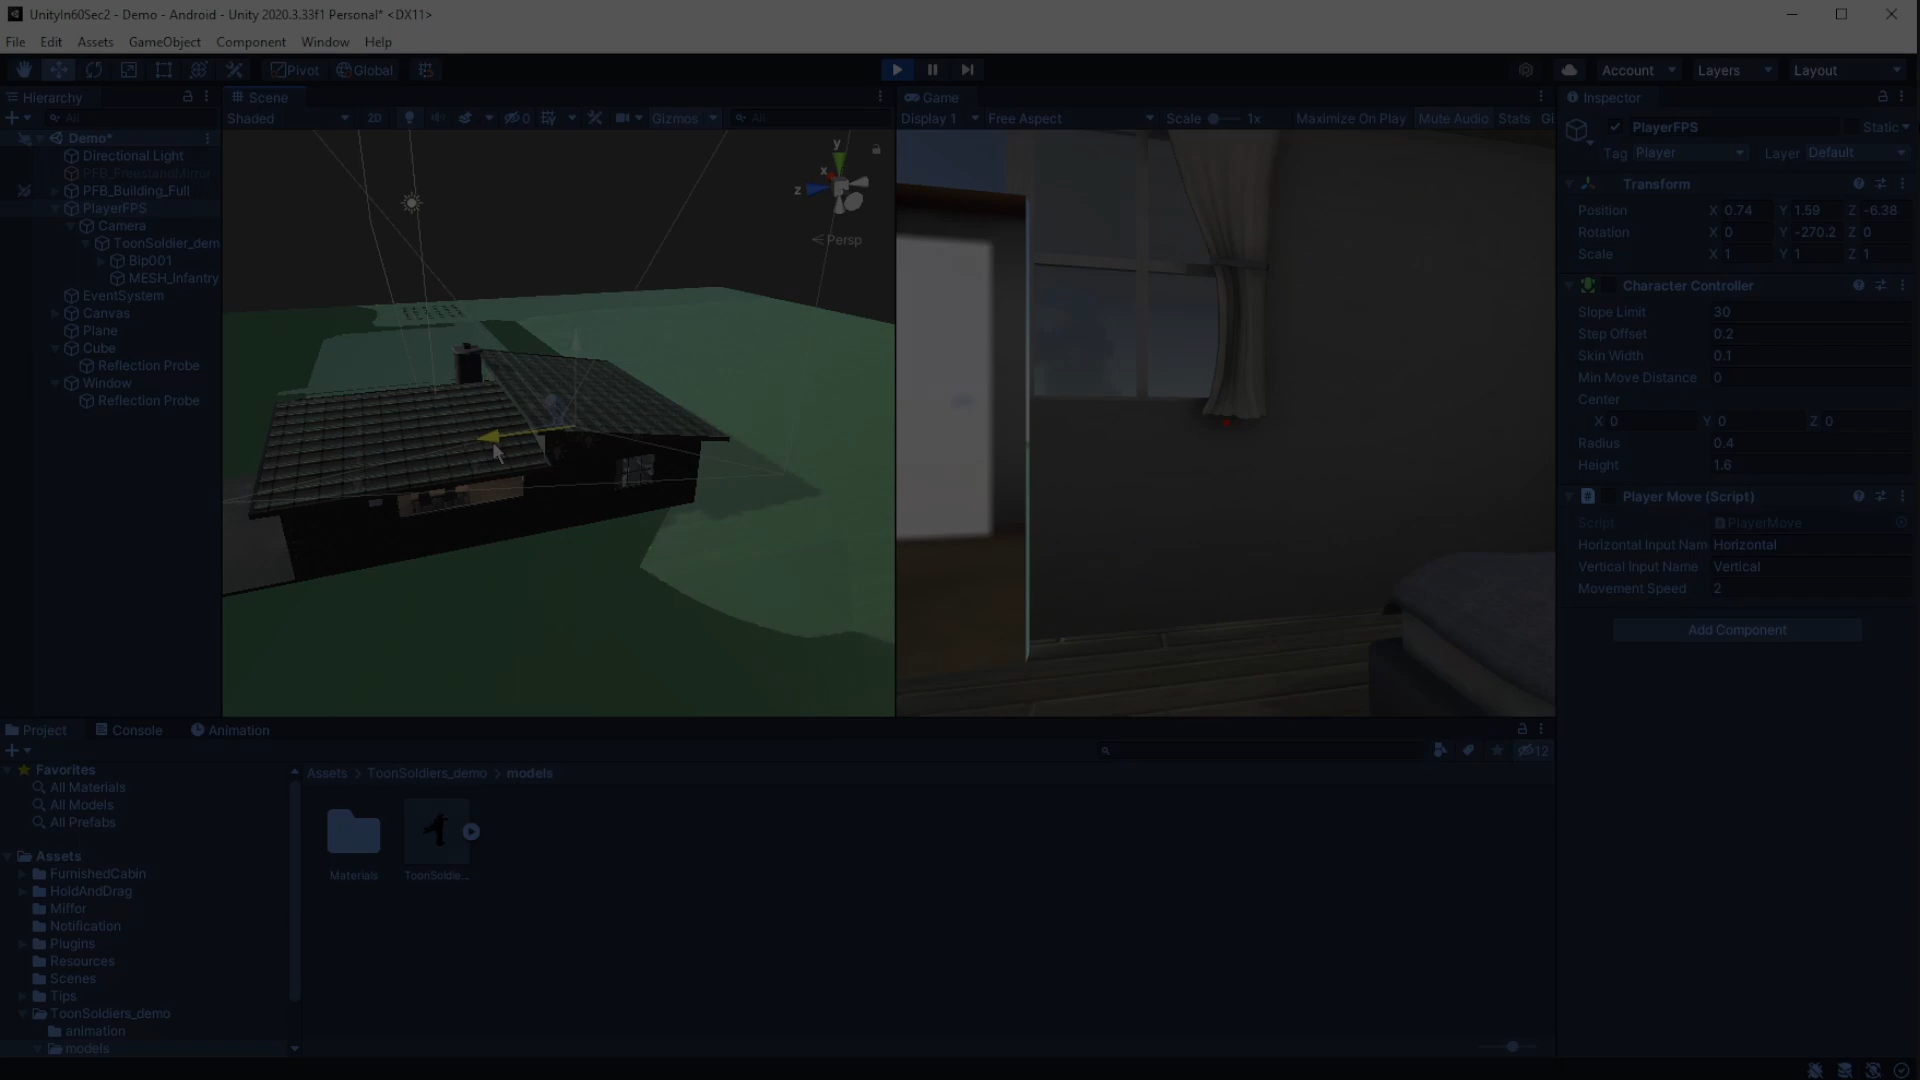 UnityIn60Sec2 - Demo - Android - Unity 2020.3.33f1 Personal* <DX11>
File Edit Assets GameObject Component Window Help
Pivot Global Account Layers Layout
Hierarchy
All
Demo*
Directional Light
PFB_FreestandMirror
PFB_Building_Full
PlayerFPS
Camera
ToonSoldier_dem
Bip001
MESH_Infantry
EventSystem
Canvas
Plane
Cube
Reflection Probe
Window
Reflection Probe
Scene
Shaded 2D 0 Gizmos All
y
x
z
Persp
Game
Display 1 Free Aspect Scale 1x Maximize On Play Mute Audio Stats Gi
Inspector
PlayerFPS Static
Tag Player Layer Default
Transform
Position X 0.74 Y 1.59 Z -6.38
Rotation X 0 Y -270.2 Z 0
Scale X 1 Y 1 Z 1
Character Controller
Slope Limit 30
Step Offset 0.2
Skin Width 0.1
Min Move Distance 0
Center
X 0 Y 0 Z 0
Radius 0.4
Height 1.6
# Player Move (Script)
Script PlayerMove
Horizontal Input Nam Horizontal
Vertical Input Name Vertical
Movement Speed 2
Add Component
Project Console Animation
12
Favorites
All Materials
All Models
All Prefabs
Assets
FurnishedCabin
HoldAndDrag
Miffor
Notification
Plugins
Resources
Scenes
Tips
ToonSoldiers_demo
animation
models
Assets > ToonSoldiers_demo > models
Materials ToonSoldie...